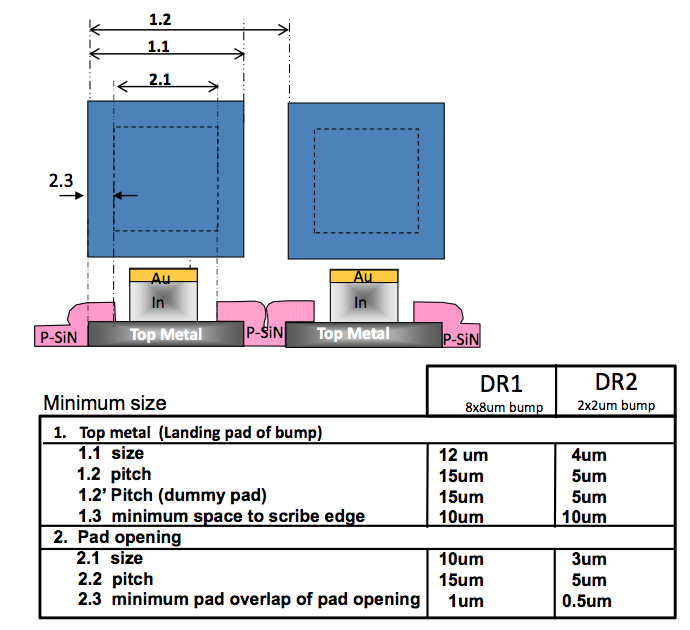 1.2
1.1
2.1
2.3
Au Au
In In
P-SiN Top Metal P-SiN Top Metal P-SiN
DR1 DR2
Minimum size 8x8um bump 2x2um bump
1. Top metal (Landing pad of bump)
1.1 size 12 um 4um
1.2 pitch 15um 5um
1.2' Pitch (dummy pad) 15um 5um
1.3 minimum space to scribe edge 10um 10um
2. Pad opening
2.1 size 10um 3um
2.2 pitch 15um 5um
2.3 minimum pad overlap of pad opening 1um 0.5um